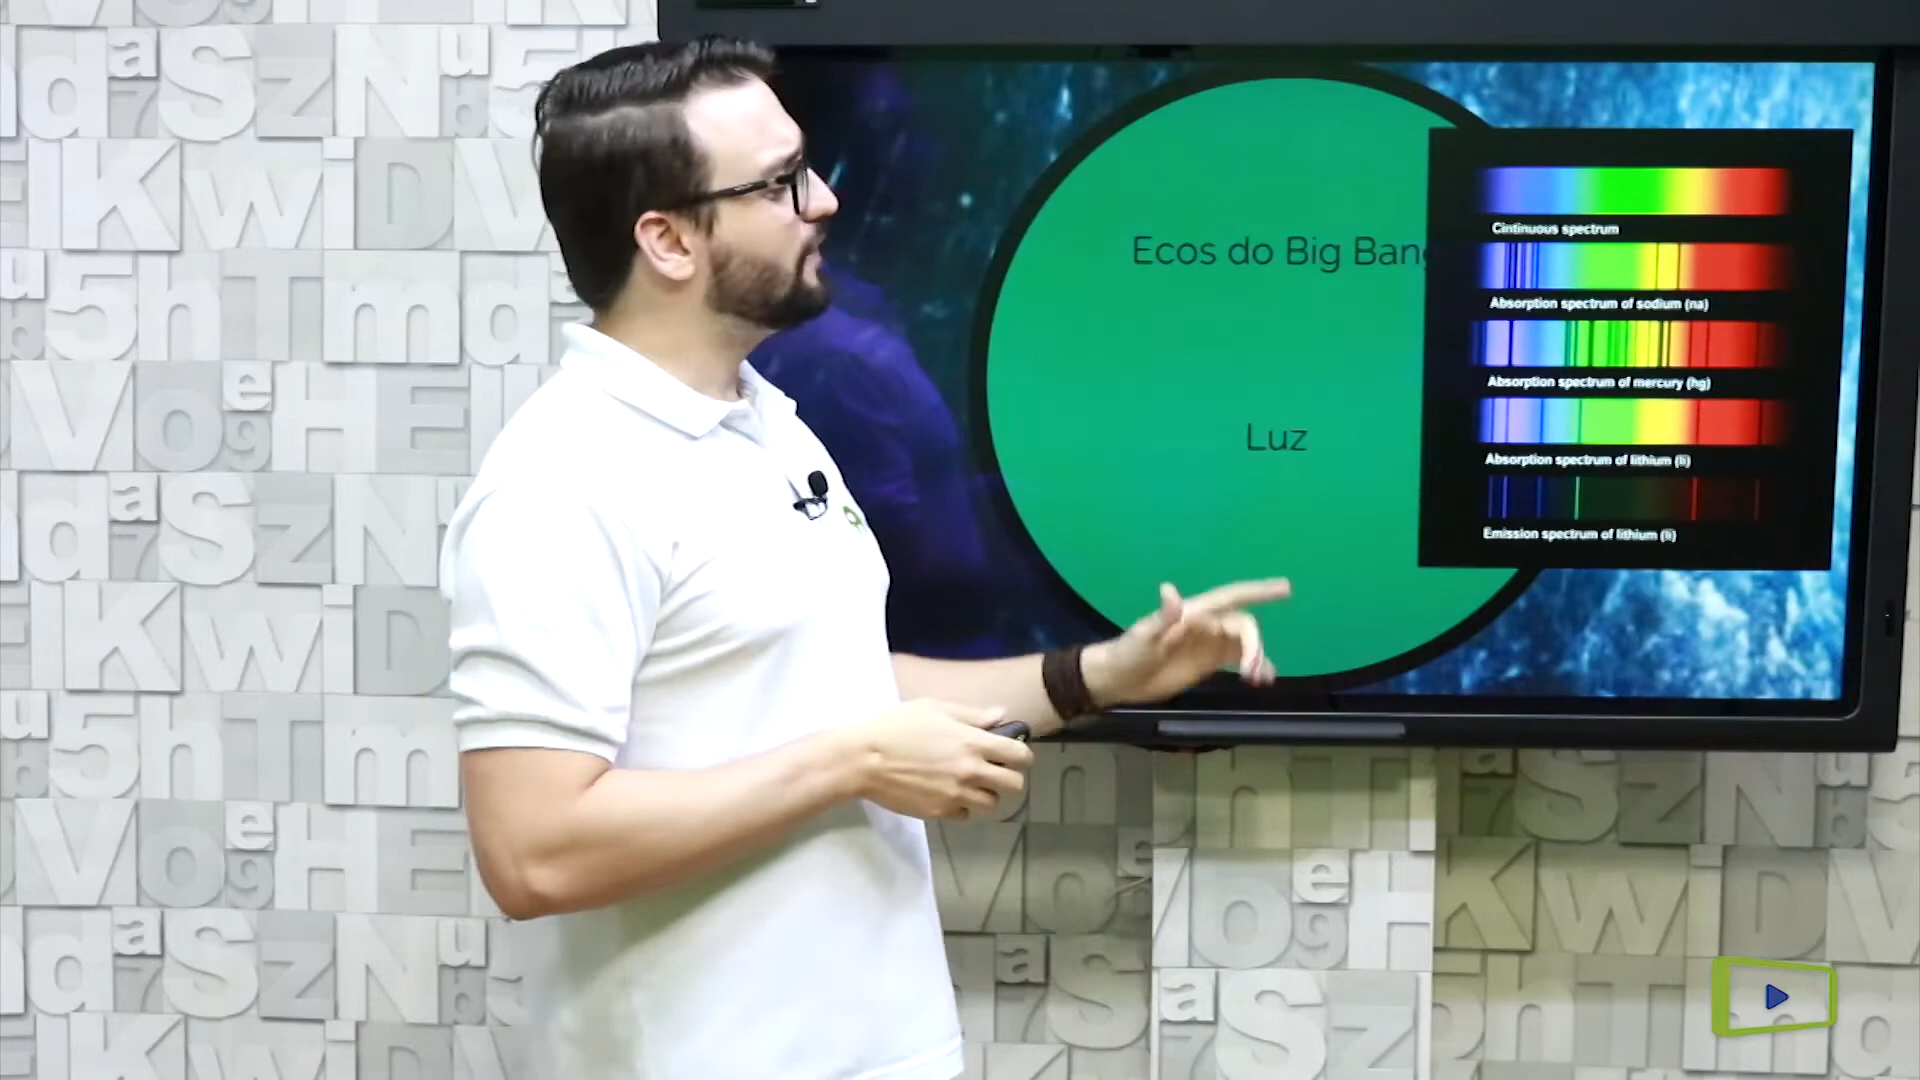 Ecos do Big Bang
Luz
Cintinuous spectrum
Absorption spectrum of sodium (na)
Absorption spectrum of mercury (hg)
Absorption spectrum of lithium (li)
Emission spectrum of lithium (li)